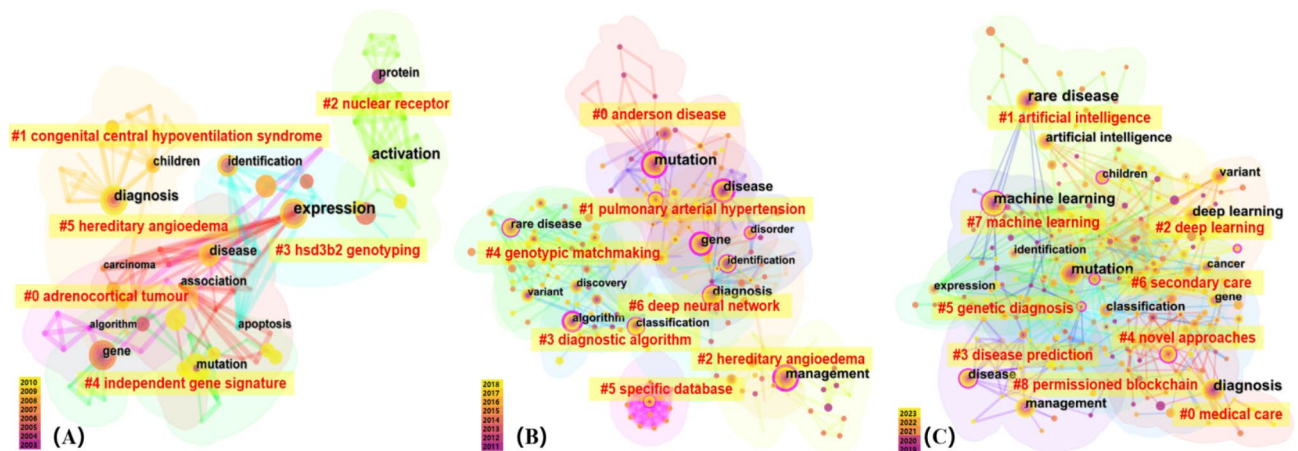 protein
#2 nuclear receptor
#1 congenital central hypoventilation syndrome
children
identification
activation
diagnosis
expression
#5 hereditary angioedema
#3 hsd3b2 genotyping
disease
carcinoma
association
#0 adrenocortical tumour
algorithm
apoptosis
gene
mutation
#4 independent gene signature
2010
2009
2008
2007
2006
2005
2004
2003
(A)
#0 anderson disease
mutation
disease
#1 pulmonary arterial hypertension
rare disease
disorder
gene
#4 genotypic matchmaking
identification
discovery
variant
diagnosis
#6 deep neural network
algorithm
classification
#3 diagnostic algorithm
#2 hereditary angioedema
management
#5 specific database
2018
2017
2016
2015
2014
2013
2012
2011
(B)
rare disease
#1 artificial intelligence
artificial intelligence
children
variant
machine learning
deep learning
#7 machine learning
#2 deep learning
identification
mutation
cancer
#6 secondary care
expression
gene
#5 genetic diagnosis
classification
#4 novel approaches
#3 disease prediction
disease
#8 permissioned blockchain
diagnosis
management
#0 medical care
2023
2022
2021
2020
2019
(C)